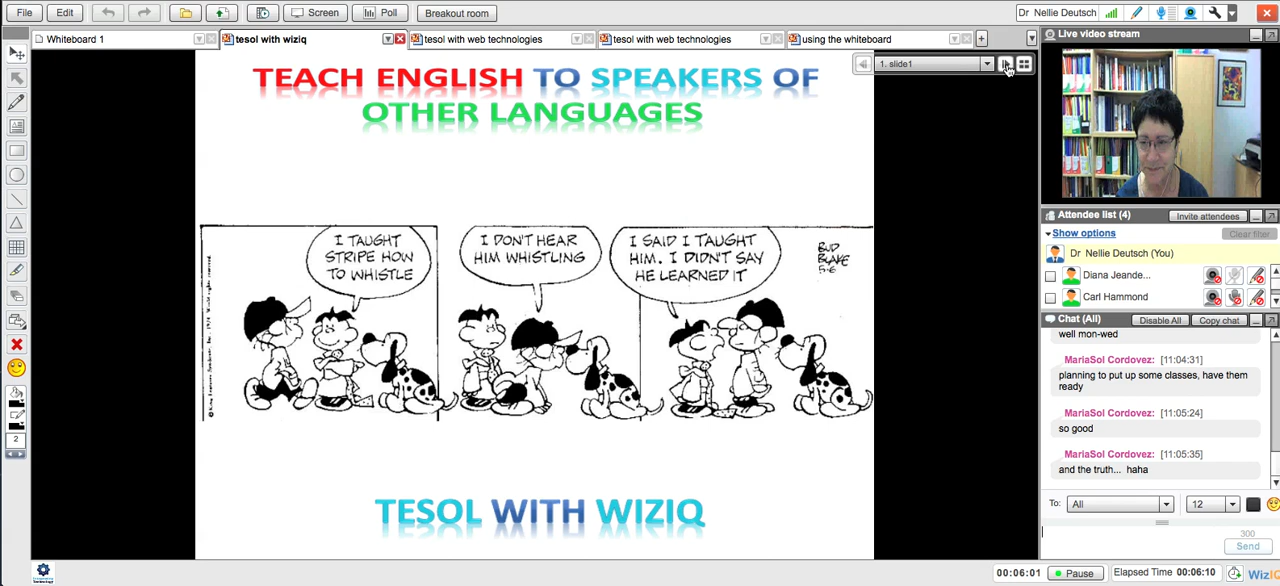 File Edit Screen Poll Breakout room Dr Nellie Deutsch
Whiteboard 1 tesol with wiziq tesol with web technologies tesol with web technologies using the whiteboard
Live video stream
1. slide1
TEACH ENGLISH TO SPEAKERS OF
OTHER LANGUAGES
I TAUGHT
STRIPE HOW
TO WHISTLE
I DON'T HEAR
HIM WHISTLING
I SAID I TAUGHT
HIM. I DIDN'T SAY
HE LEARNED IT
BUD
BLAKE
5-6
TESOL WITH WIZIQ
2
Attendee list (4) Invite attendees
Show options Clear filter
Dr Nellie Deutsch (You)
Diana Jeande...
Carl Hammond
Chat (All) Disable All Copy chat
well mon-wed
MariaSol Cordovez: [11:04:31]
planning to put up some classes, have them
ready
MariaSol Cordovez: [11:05:24]
so good
MariaSol Cordovez: [11:05:35]
and the truth... haha
To: All 12
300
Send
00:06:01 Pause Elapsed Time 00:06:10 WizIQ